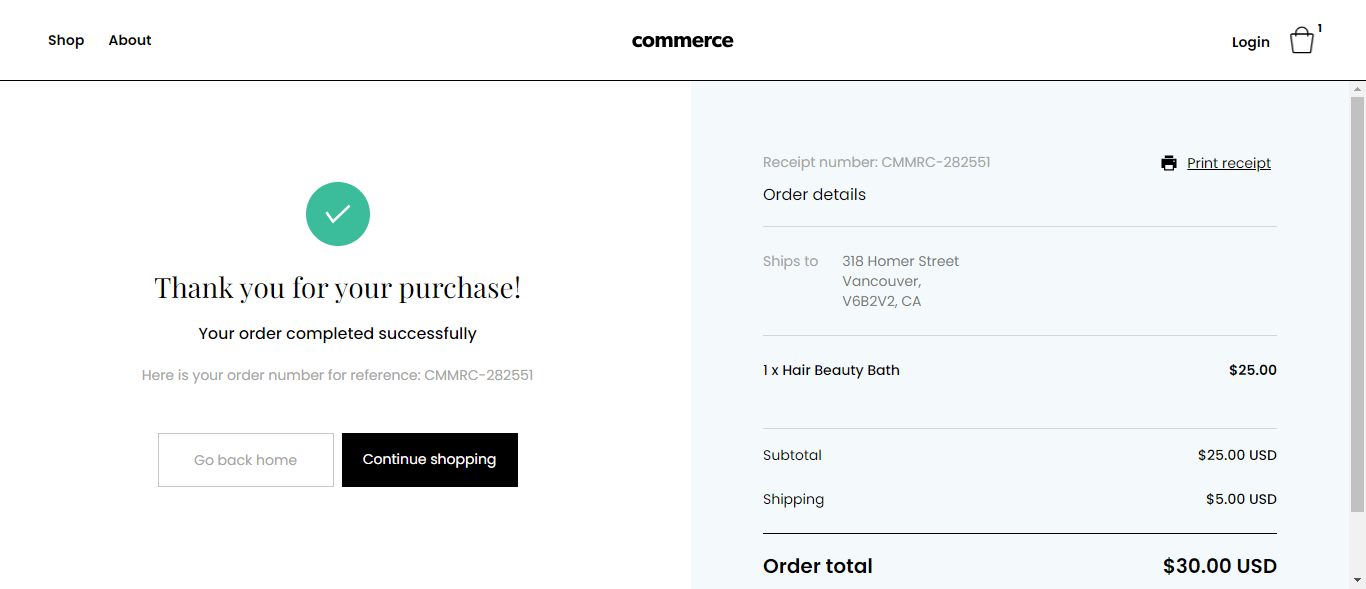 Shop About commerce Login 1
Thank you for your purchase!
Your order completed successfully
Here is your order number for reference: CMMRC-282551
Go back home Continue shopping
Receipt number: CMMRC-282551 Print receipt
Order details
Ships to 318 Homer Street
Vancouver,
V6B2V2, CA
1 x Hair Beauty Bath $25.00
Subtotal $25.00 USD
Shipping $5.00 USD
Order total $30.00 USD